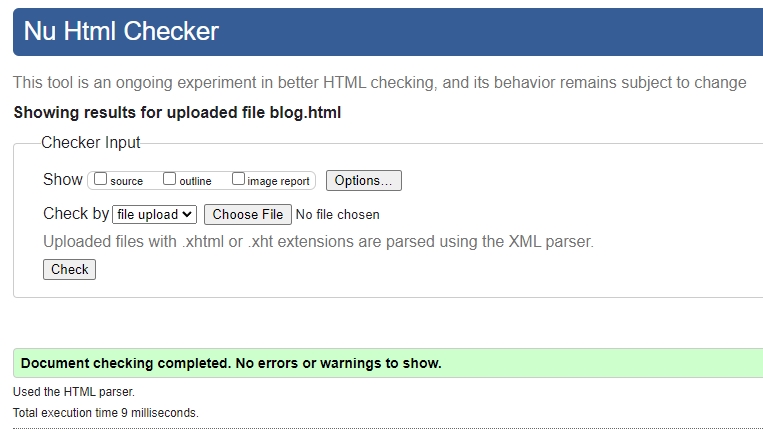 Nu Html Checker
This tool is an ongoing experiment in better HTML checking, and its behavior remains subject to change
Showing results for uploaded file blog.html
Checker Input
Show source outline image report Options...
Check by file upload Choose File No file chosen
Uploaded files with .xhtml or .xht extensions are parsed using the XML parser.
Check
Document checking completed. No errors or warnings to show.
Used the HTML parser.
Total execution time 9 milliseconds.